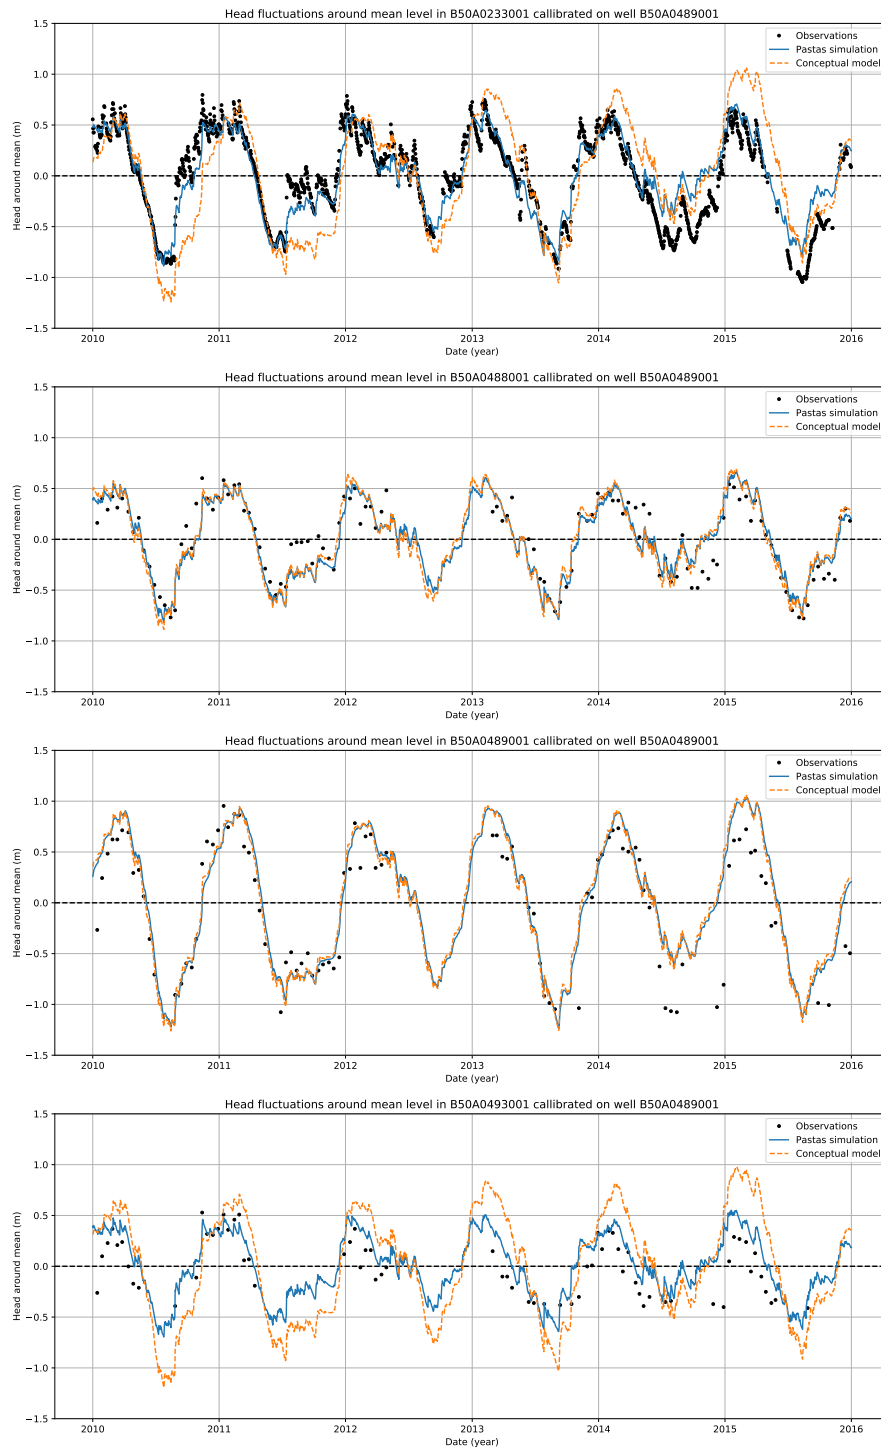 Head fluctuations around mean level in B50A0233001 callibrated on well B50A0489001
Observations
Pastas simulation
Conceptual model
Head around mean (m)
1.5
1.0
0.5
0.0
−0.5
−1.0
−1.5
2010 2011 2012 2013 2014 2015 2016
Date (year)
Head fluctuations around mean level in B50A0488001 callibrated on well B50A0489001
Observations
Pastas simulation
Conceptual model
Head around mean (m)
1.5
1.0
0.5
0.0
−0.5
−1.0
−1.5
2010 2011 2012 2013 2014 2015 2016
Date (year)
Head fluctuations around mean level in B50A0489001 callibrated on well B50A0489001
Observations
Pastas simulation
Conceptual model
Head around mean (m)
1.5
1.0
0.5
0.0
−0.5
−1.0
−1.5
2010 2011 2012 2013 2014 2015 2016
Date (year)
Head fluctuations around mean level in B50A0493001 callibrated on well B50A0489001
Observations
Pastas simulation
Conceptual model
Head around mean (m)
1.5
1.0
0.5
0.0
−0.5
−1.0
−1.5
2010 2011 2012 2013 2014 2015 2016
Date (year)